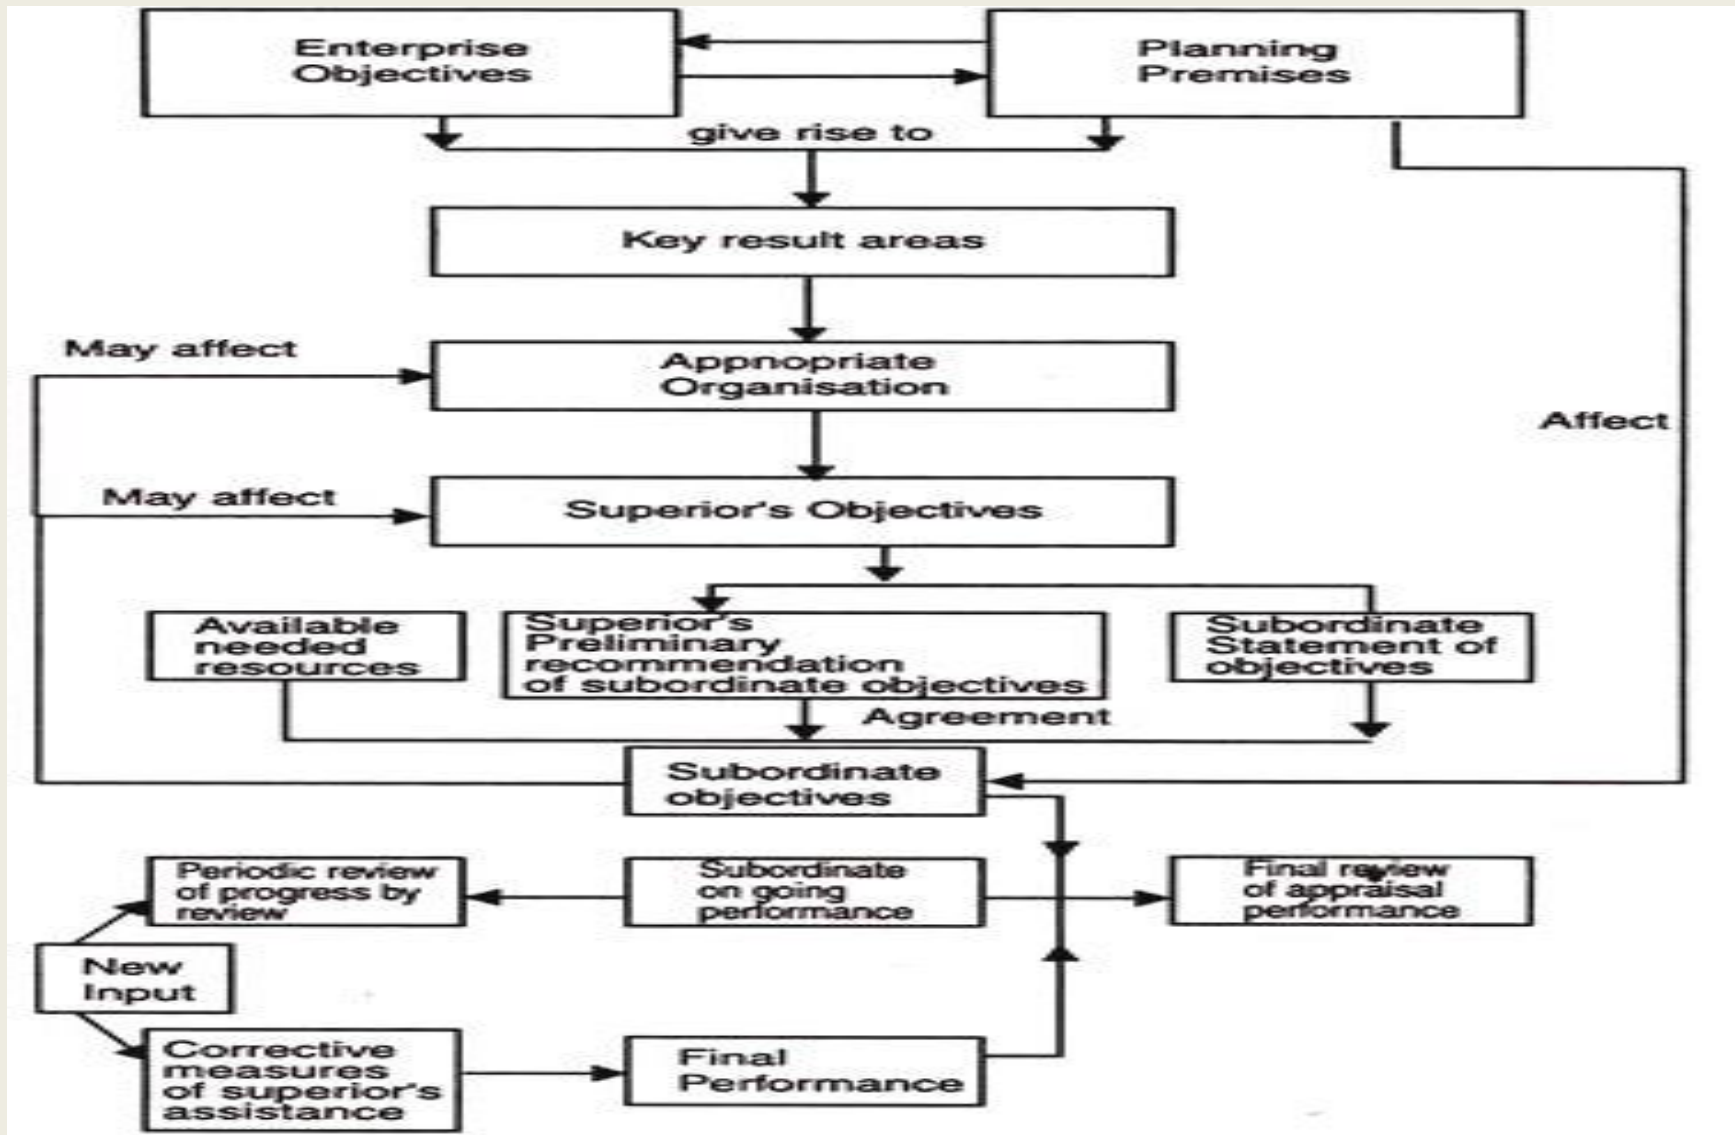 Enterprise
Objectives
Planning
Premises
give rise to
Key result areas
May affect
Appnopriate
Organisation
Affect
May affect
Superior's Objectives
Available
needed
resources
Superior's
Preliminary
recommendation
of subordinate objectives
Subordinate
Statement of
objectives
Agreement
Subordinate
objectives
Periodic review
of progress by
review
Subordinate
on going
performance
Final review
of appraisal
performance
New
Input
Corrective
measures
of superior's
assistance
Final
Performance